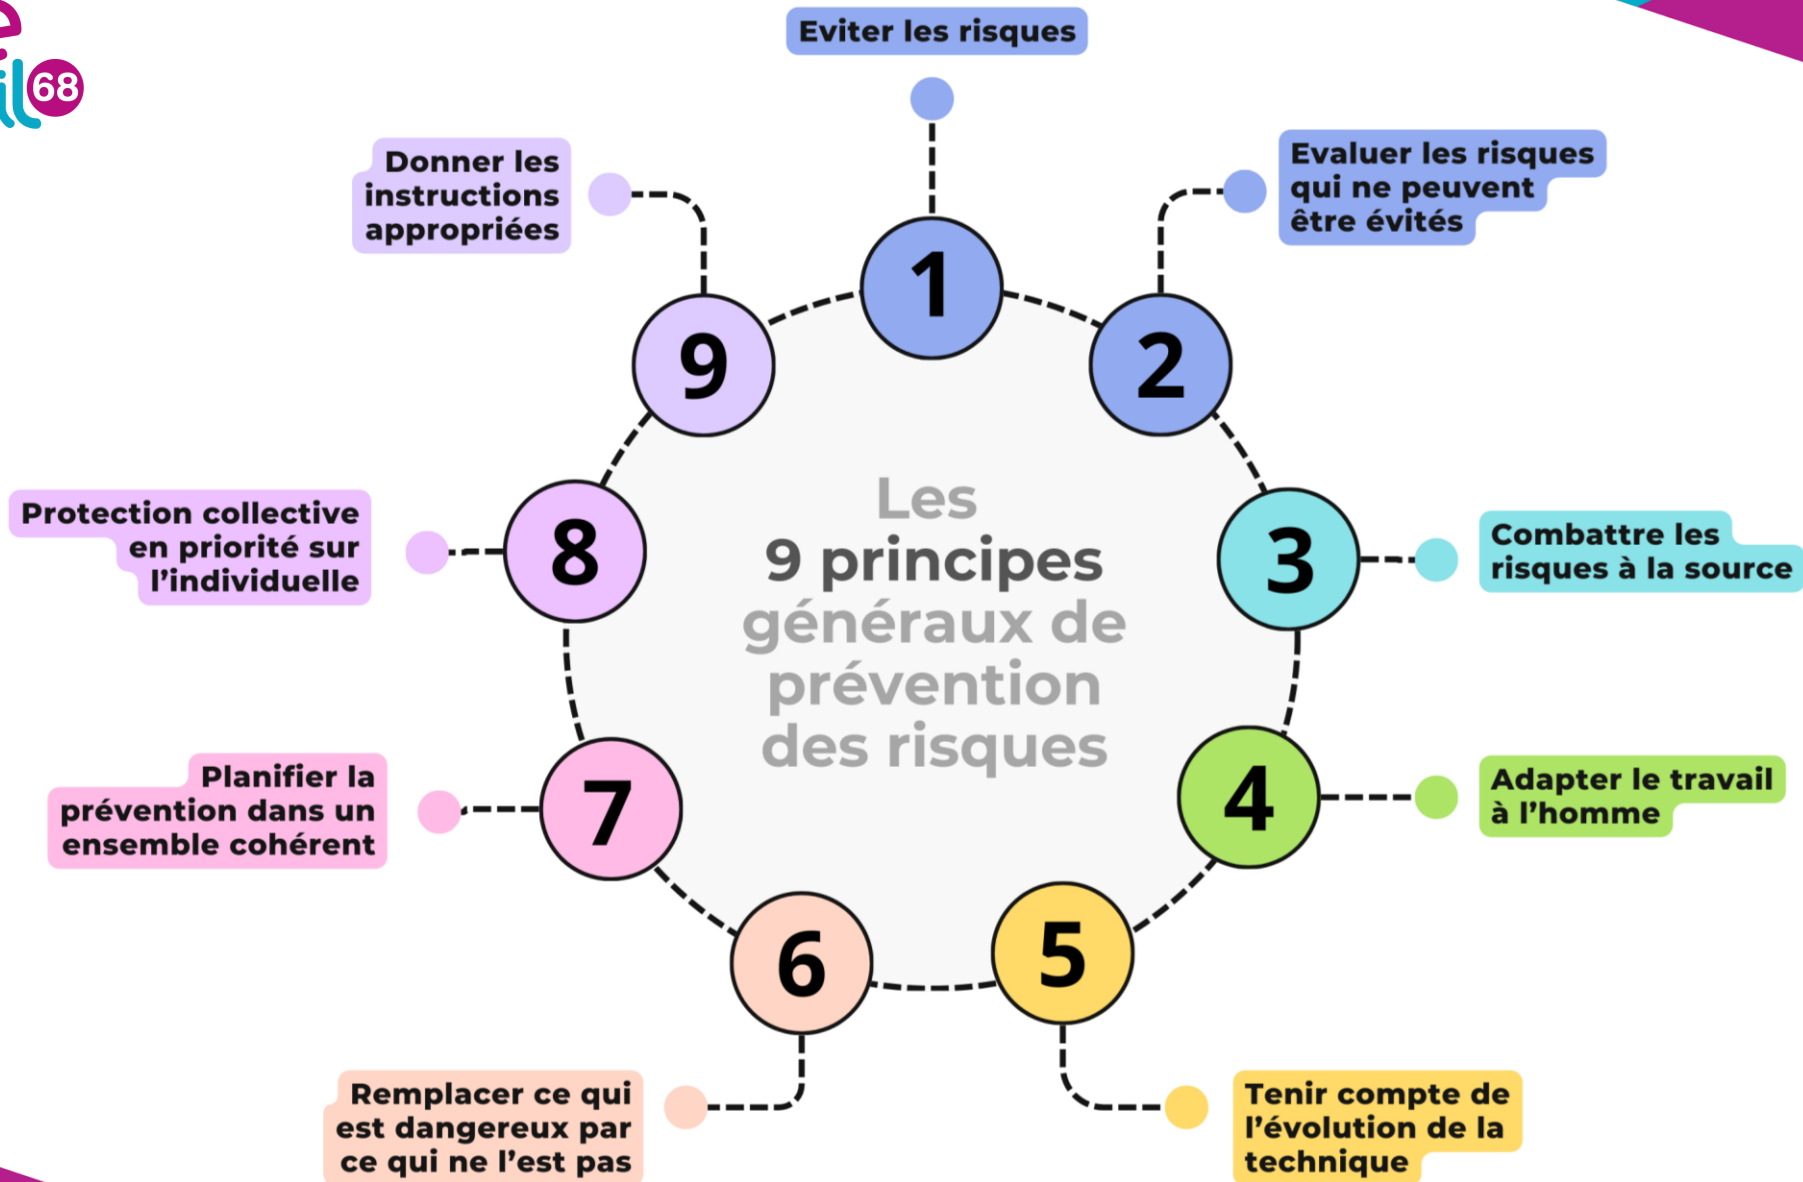 68
Eviter les risques
1
Evaluer les risques
qui ne peuvent
être évités
2
Combattre les
risques à la source
3
Adapter le travail
à l’homme
4
Tenir compte de
l’évolution de la
technique
5
Remplacer ce qui
est dangereux par
ce qui ne l’est pas
6
Planifier la
prévention dans un
ensemble cohérent
7
Protection collective
en priorité sur
l’individuelle
8
Donner les
instructions
appropriées
9
Les
9 principes
généraux de
prévention
des risques